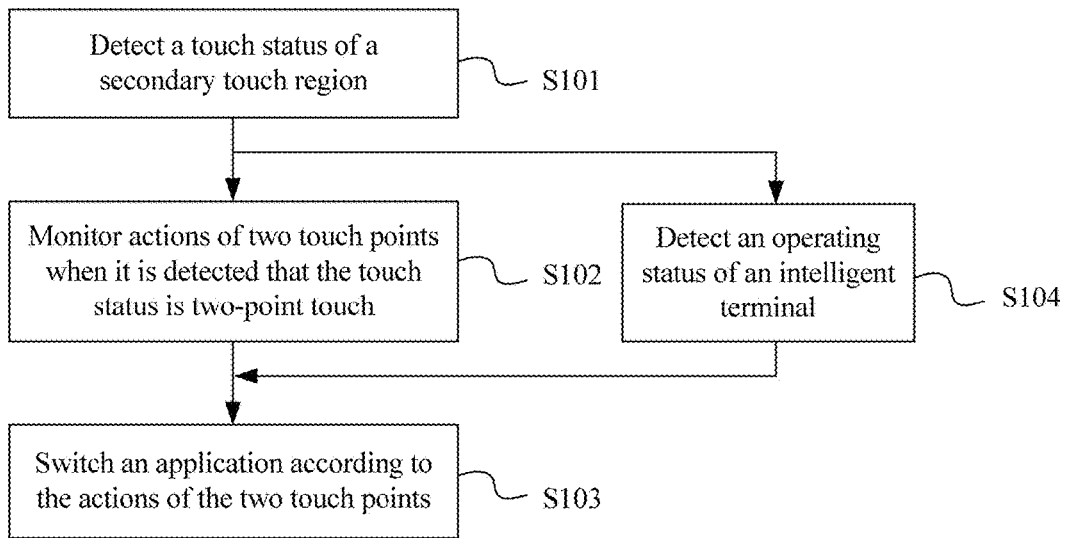 Detect a touch status of a
secondary touch region
S101
Monitor actions of two touch points
when it is detected that the touch
status is two-point touch
S102
Detect an operating
status of an intelligent
terminal
S104
Switch an application according to
the actions of the two touch points
S103